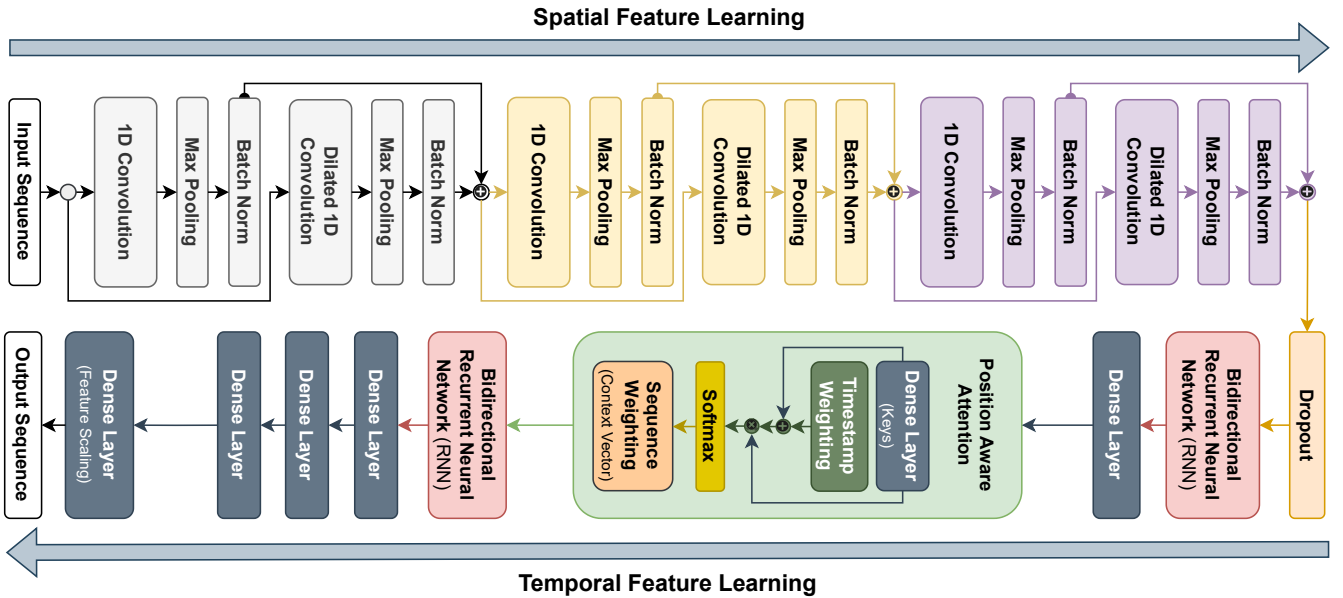 Spatial Feature Learning
Input Sequence
1D Convolution
Max Pooling
Batch Norm
Dilated 1D
Convolution
Max Pooling
Batch Norm
1D Convolution
Max Pooling
Batch Norm
Dilated 1D
Convolution
Max Pooling
Batch Norm
1D Convolution
Max Pooling
Batch Norm
Dilated 1D
Convolution
Max Pooling
Batch Norm
Dropout
Bidirectional
Recurrent Neural
Network (RNN)
Dense Layer
Position Aware
Attention
Dense Layer
(Keys)
Timestamp
Weighting
Softmax
Sequence
Weighting
(Context Vector)
Bidirectional
Recurrent Neural
Network (RNN)
Dense Layer
Dense Layer
Dense Layer
Dense Layer
(Feature Scaling)
Output Sequence
Temporal Feature Learning